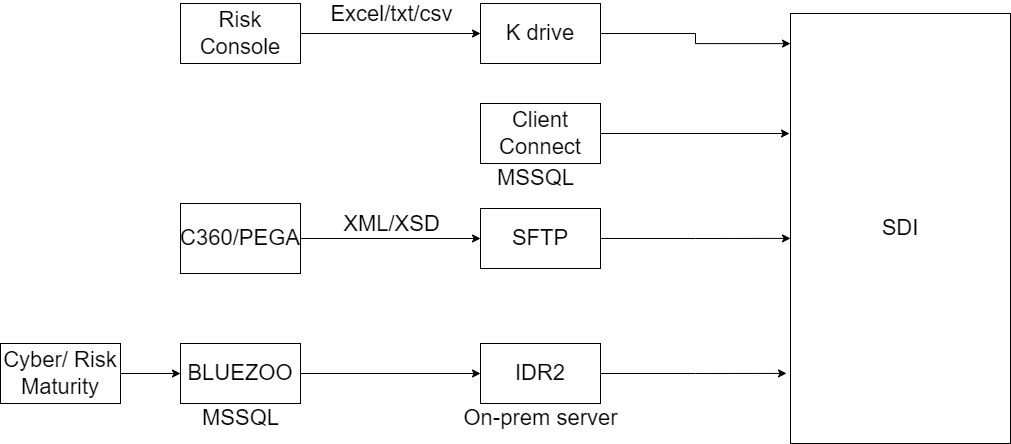 Risk
Console
Excel/txt/csv
K drive
Client
Connect
MSSQL
C360/PEGA
XML/XSD
SFTP
SDI
Cyber/ Risk
Maturity
BLUEZOO
MSSQL
IDR2
On-prem server